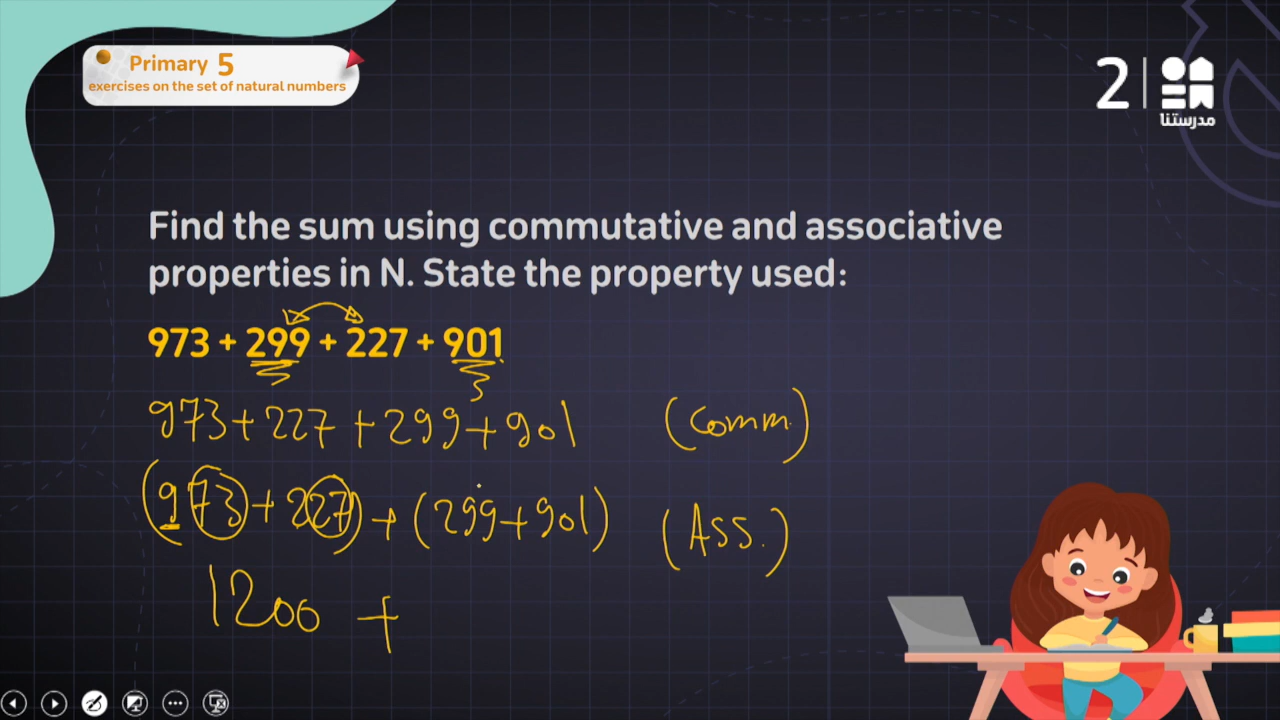 Primary 5
exercises on the set of natural numbers
2
مدرستنا
Find the sum using commutative and associative
properties in N. State the property used:
973 + 299 + 227 + 901
973 + 227 + 299 + 901 (Comm.)
(973 + 227) + (299 + 901) (Ass.)
1200 +